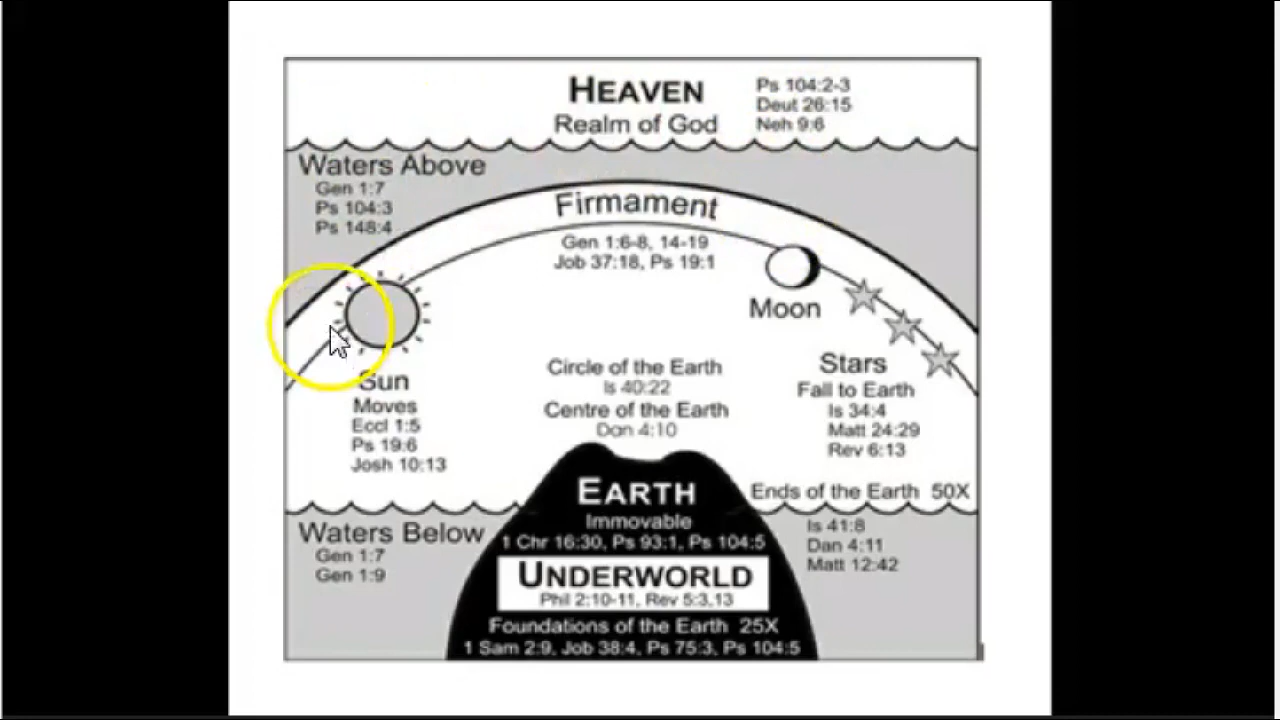 HEAVEN
Realm of God
Ps 104:2-3
Deut 26:15
Neh 9:6
Waters Above
Gen 1:7
Ps 104:3
Ps 148:4
Firmament
Gen 1:6-8, 14-19
Job 37:18, Ps 19:1
Moon
Sun
Moves
Eccl 1:5
Ps 19:6
Josh 10:13
Circle of the Earth
Is 40:22
Centre of the Earth
Dan 4:10
Stars
Fall to Earth
Is 34:4
Matt 24:29
Rev 6:13
Ends of the Earth 50X
Is 41:8
Dan 4:11
Matt 12:42
Waters Below
Gen 1:7
Gen 1:9
EARTH
Immovable
1 Chr 16:30, Ps 93:1, Ps 104:5
UNDERWORLD
Phil 2:10-11, Rev 5:3,13
Foundations of the Earth 25X
1 Sam 2:9, Job 38:4, Ps 75:3, Ps 104:5